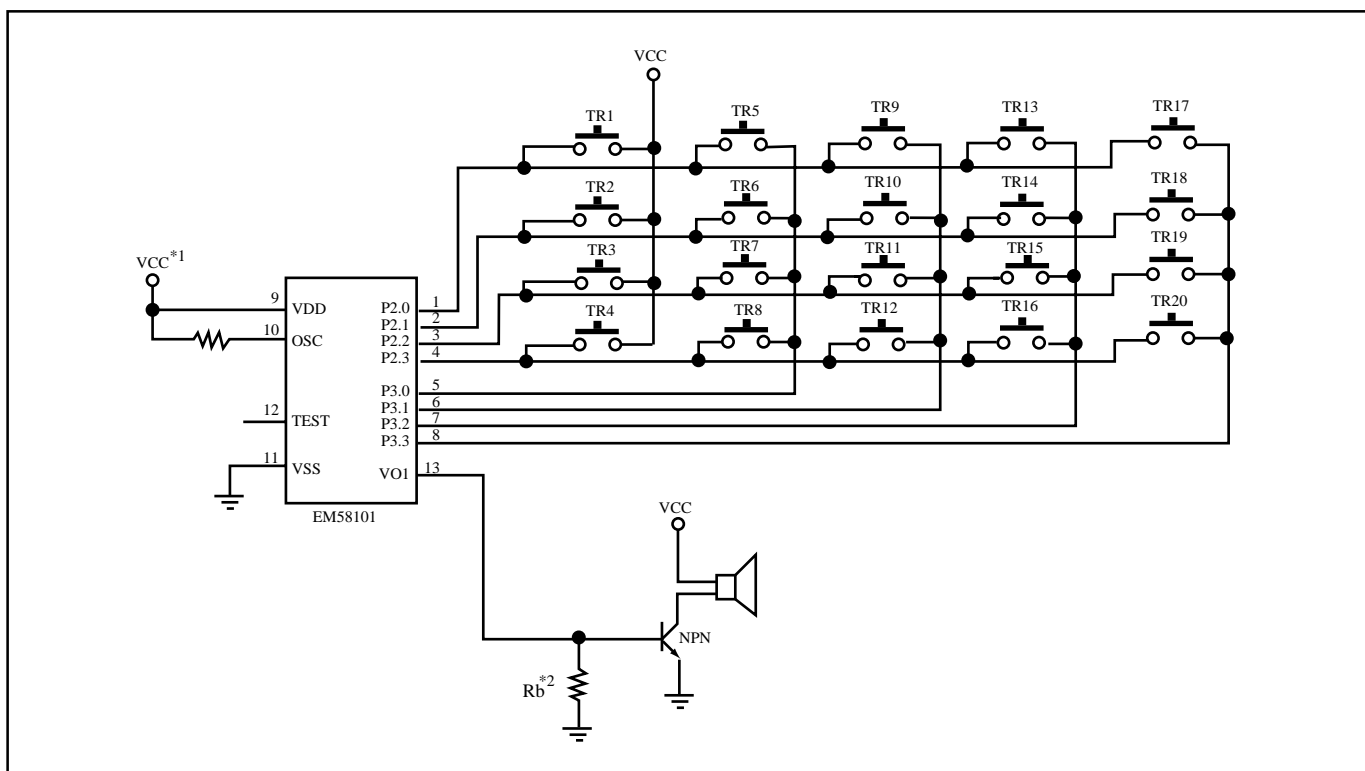 VCC
TR1 TR5 TR9 TR13 TR17
TR2 TR6 TR10 TR14 TR18
TR3 TR7 TR11 TR15 TR19
TR4 TR8 TR12 TR16 TR20
VCC*1
9 VDD P2.0 1
P2.1 2
10 OSC P2.2 3
P2.3 4
P3.0 5
P3.1 6
12 TEST P3.2 7
P3.3 8
11 VSS VO1 13
EM58101
VCC
NPN
Rb*2